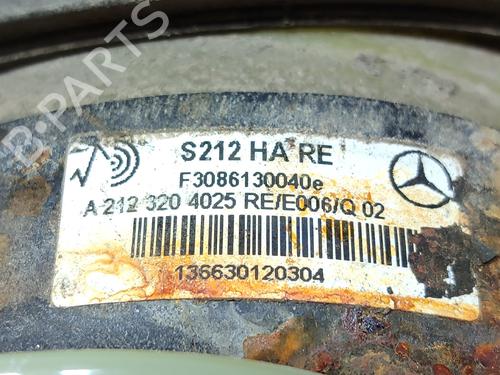 B-PARTS
S212 HA RE
F3086130040e
A 212 320 4025 RE/E006/Q 02
136630120304